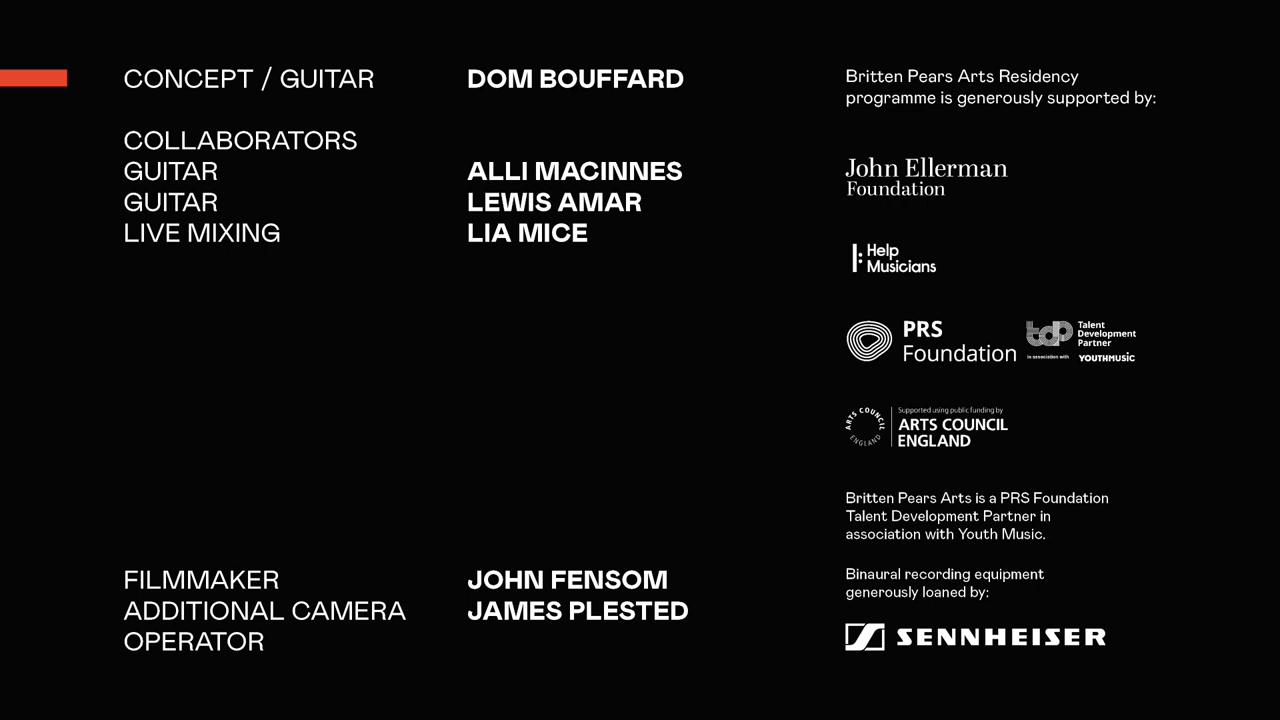 CONCEPT / GUITAR DOM BOUFFARD
COLLABORATORS
GUITAR ALLI MACINNES
GUITAR LEWIS AMAR
LIVE MIXING LIA MICE
FILMMAKER JOHN FENSOM
ADDITIONAL CAMERA JAMES PLESTED
OPERATOR
Britten Pears Arts Residency
programme is generously supported by:
John Ellerman
Foundation
Help
Musicians
PRS
Foundation
tdp
Talent
Development
Partner
in association with YOUTHMUSIC
ARTS COUNCIL
ENGLAND
Supported using public funding by
ARTS COUNCIL
ENGLAND
Britten Pears Arts is a PRS Foundation
Talent Development Partner in
association with Youth Music.
Binaural recording equipment
generously loaned by:
SENNHEISER